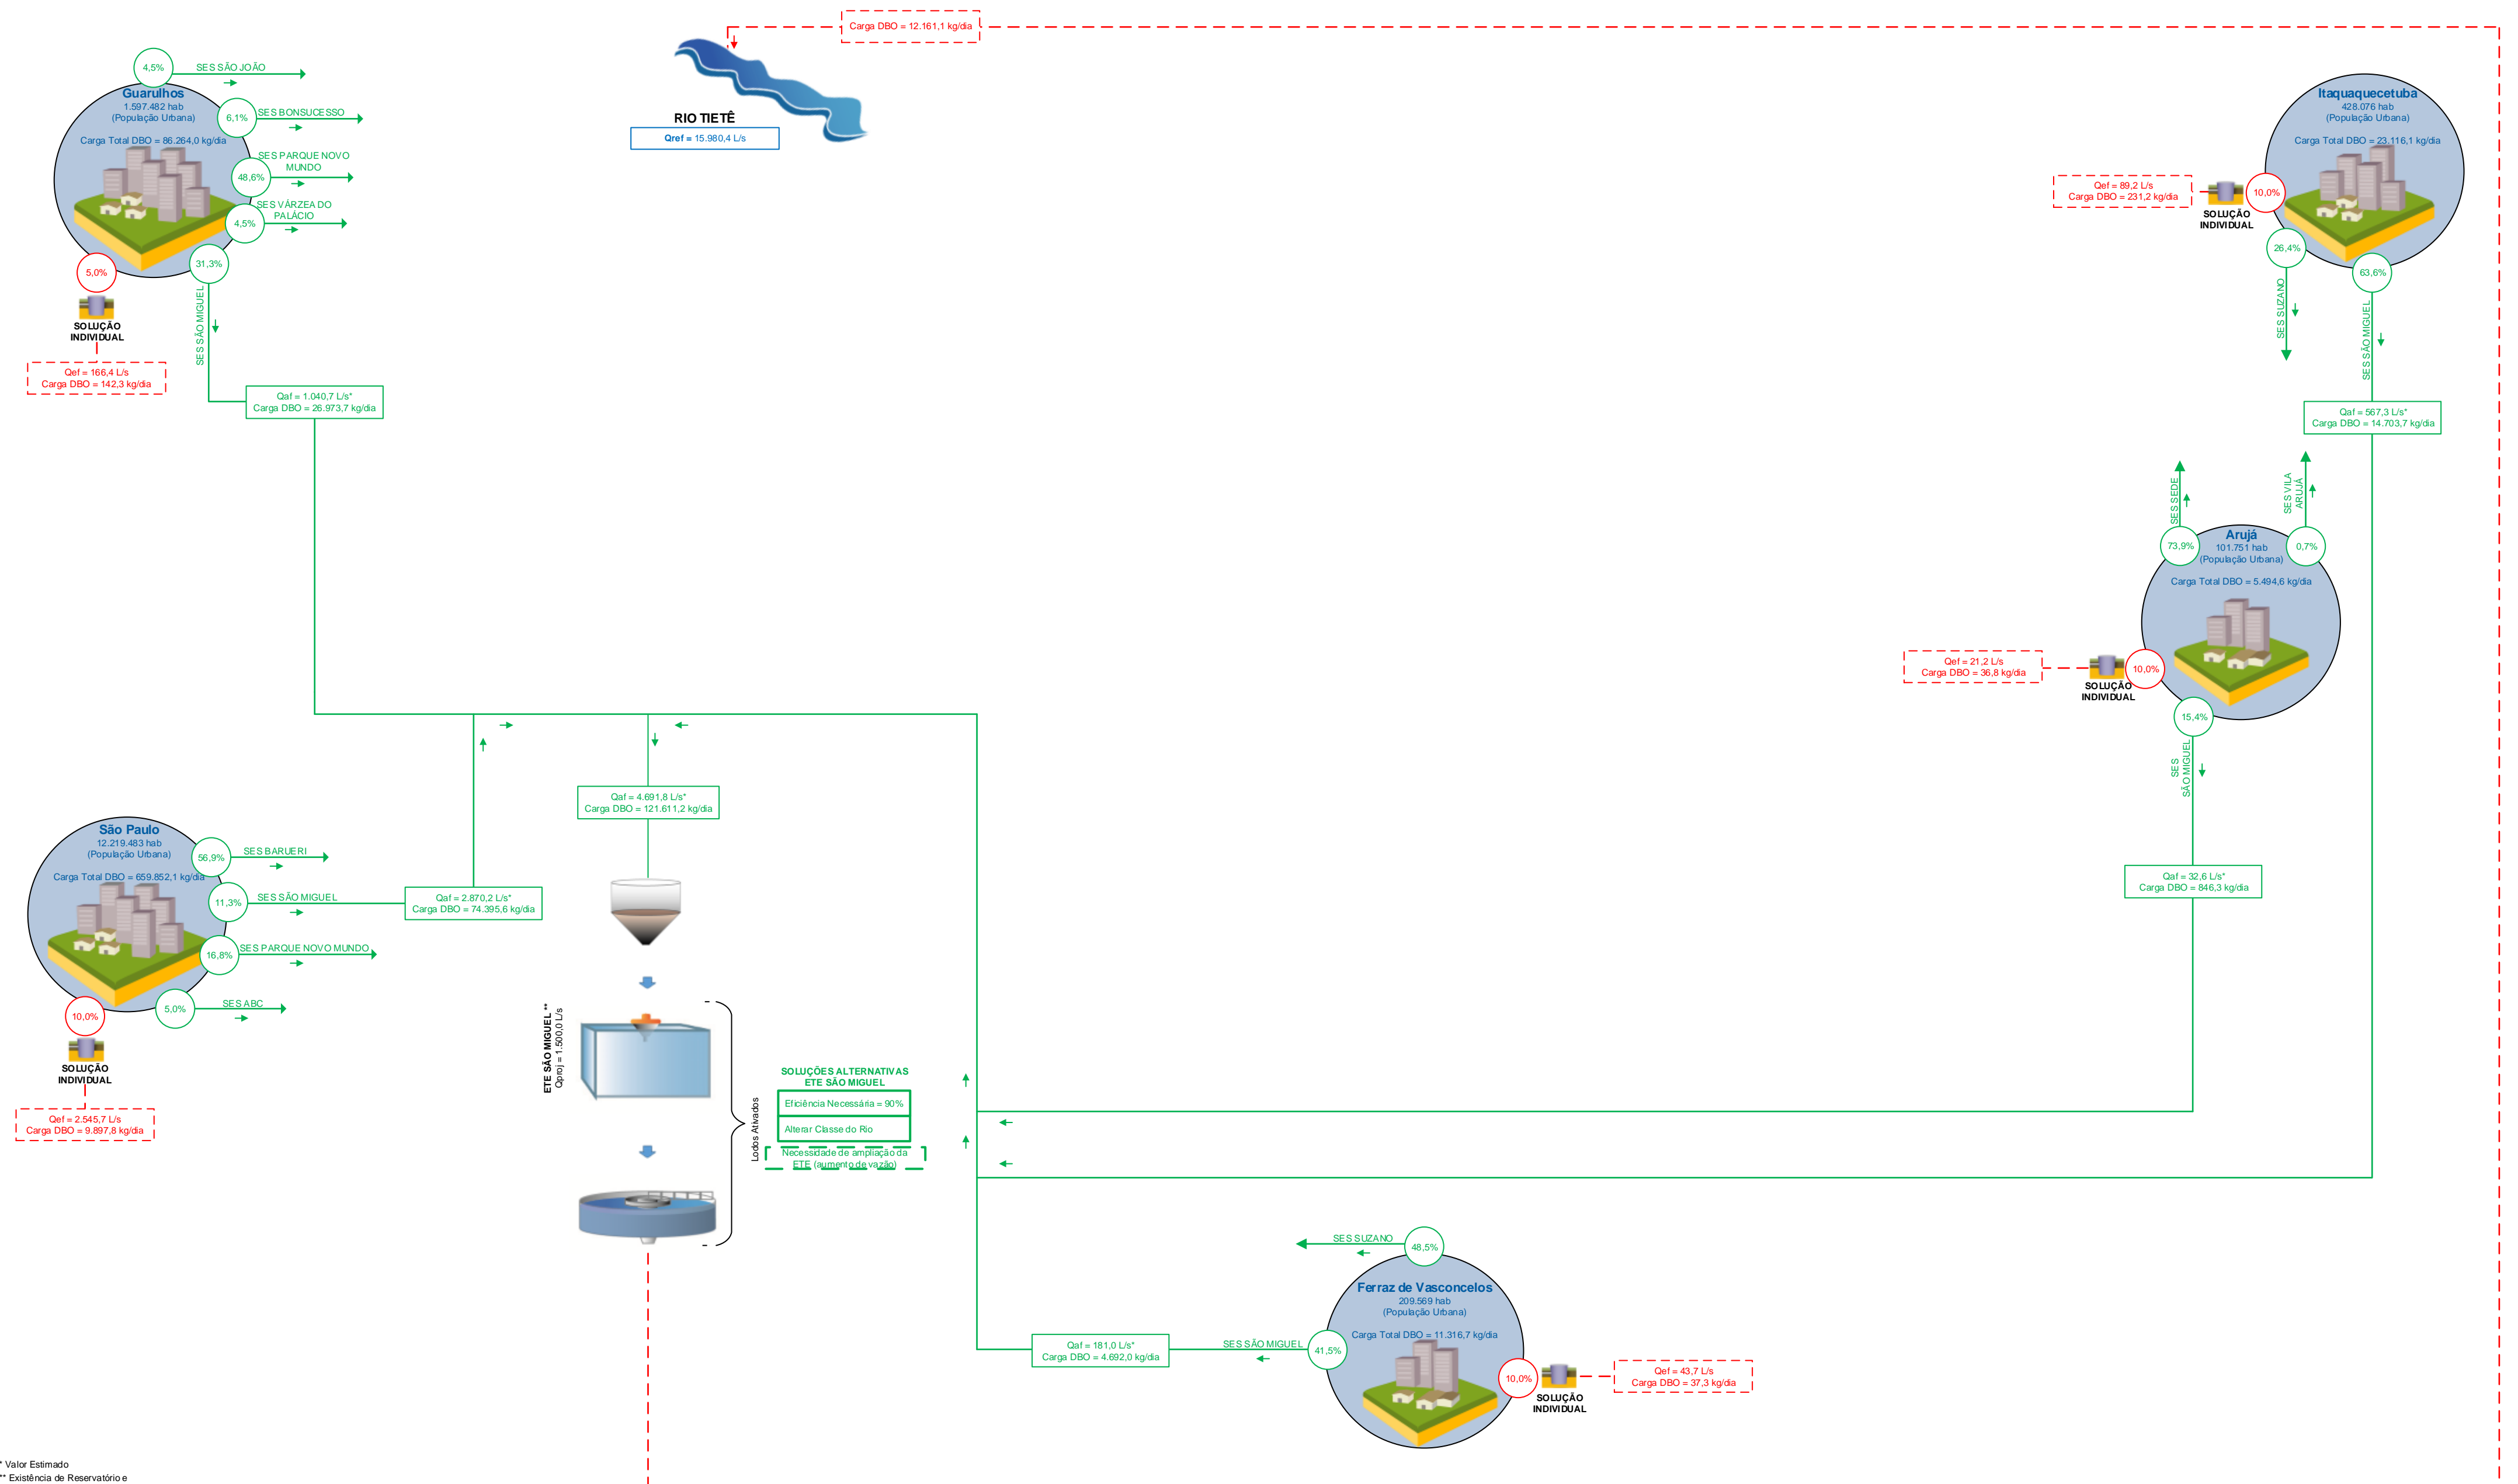 Carga DBO = 12.161,1 kg/dia
RIO TIETÊ
Qref = 15.980,4 L/s
4,5%
SES SÃO JOÃO
Guarulhos
1.597.482 hab
(População Urbana)
Carga Total DBO = 86.264,0 kg/dia
6,1%
SES BONSUCESSO
SES PARQUE NOVO
MUNDO
48,6%
SES VÁRZEA DO
PALÁCIO
4,5%
31,3%
SES SÃO MIGUEL
5,0%
SOLUÇÃO
INDIVIDUAL
Qef = 166,4 L/s
Carga DBO = 142,3 kg/dia
Qaf = 1.040,7 L/s*
Carga DBO = 26.973,7 kg/dia
Itaquaquecetuba
428.076 hab
(População Urbana)
Carga Total DBO = 23.116,1 kg/dia
10,0%
SOLUÇÃO
INDIVIDUAL
Qef = 89,2 L/s
Carga DBO = 231,2 kg/dia
26,4%
SES SUZANO
63,6%
SES SÃO MIGUEL
Qaf = 567,3 L/s*
Carga DBO = 14.703,7 kg/dia
SES SEDE
73,9%
SES VILA
ARUJÁ
0,7%
Arujá
101.751 hab
(População Urbana)
Carga Total DBO = 5.494,6 kg/dia
10,0%
SOLUÇÃO
INDIVIDUAL
Qef = 21,2 L/s
Carga DBO = 36,8 kg/dia
15,4%
SES
SÃO MIGUEL
Qaf = 32,6 L/s*
Carga DBO = 846,3 kg/dia
Qaf = 4.691,8 L/s*
Carga DBO = 121.611,2 kg/dia
São Paulo
12.219.483 hab
(População Urbana)
Carga Total DBO = 659.852,1 kg/dia
56,9%
SES BARUERI
11,3%
SES SÃO MIGUEL
Qaf = 2.870,2 L/s*
Carga DBO = 74.395,6 kg/dia
16,8%
SES PARQUE NOVO MUNDO
5,0%
SES ABC
10,0%
SOLUÇÃO
INDIVIDUAL
Qef = 2.545,7 L/s
Carga DBO = 9.897,8 kg/dia
ETE SÃO MIGUEL **
Qproj = 1.500,0 L/s
Lodos Ativados
SOLUÇÕES ALTERNATIVAS
ETE SÃO MIGUEL
Eficiência Necessária = 90%
Alterar Classe do Rio
Necessidade de ampliação da
ETE (aumento de vazão)
SES SUZANO
48,5%
Ferraz de Vasconcelos
209.569 hab
(População Urbana)
Carga Total DBO = 11.316,7 kg/dia
41,5%
SES SÃO MIGUEL
Qaf = 181,0 L/s*
Carga DBO = 4.692,0 kg/dia
10,0%
SOLUÇÃO
INDIVIDUAL
Qef = 43,7 L/s
Carga DBO = 37,3 kg/dia
* Valor Estimado
** Existência de Reservatório e